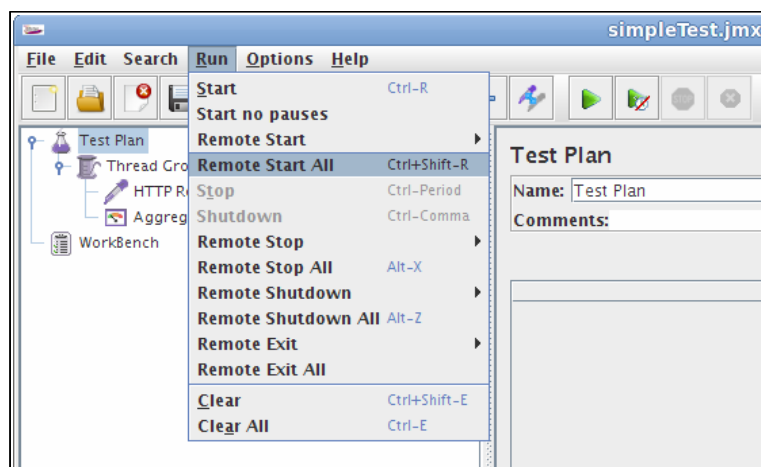 simpleTest.jmx
File Edit Search Run Options Help
Start Ctrl-R
Start no pauses
Remote Start
Remote Start All Ctrl+Shift-R
Stop Ctrl-Period
Shutdown Ctrl-Comma
Remote Stop
Remote Stop All Alt-X
Remote Shutdown
Remote Shutdown All Alt-Z
Remote Exit
Remote Exit All
Clear Ctrl+Shift-E
Clear All Ctrl-E
Test Plan
Thread Gro
HTTP Re
Aggreg
WorkBench
Test Plan
Name: Test Plan
Comments: